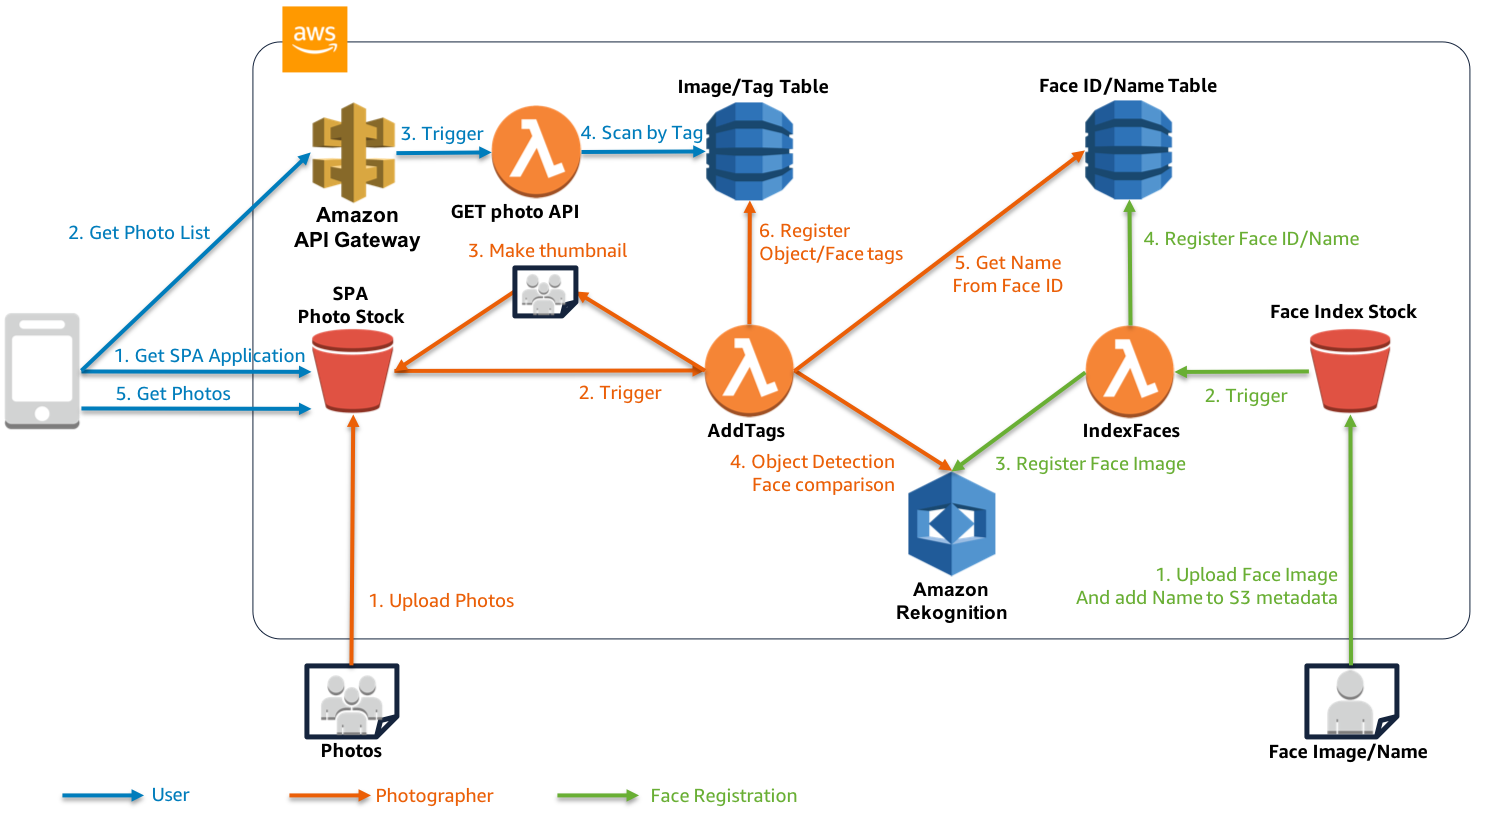 aws
Image/Tag Table
Face ID/Name Table
3. Trigger
4. Scan by Tag
Amazon
API Gateway
GET photo API
2. Get Photo List
3. Make thumbnail
6. Register
Object/Face tags
5. Get Name
From Face ID
4. Register Face ID/Name
SPA
Photo Stock
Face Index Stock
1. Get SPA Application
5. Get Photos
2. Trigger
2. Trigger
AddTags
IndexFaces
4. Object Detection
Face comparison
3. Register Face Image
Amazon
Rekognition
1. Upload Photos
1. Upload Face Image
And add Name to S3 metadata
Photos
Face Image/Name
User
Photographer
Face Registration